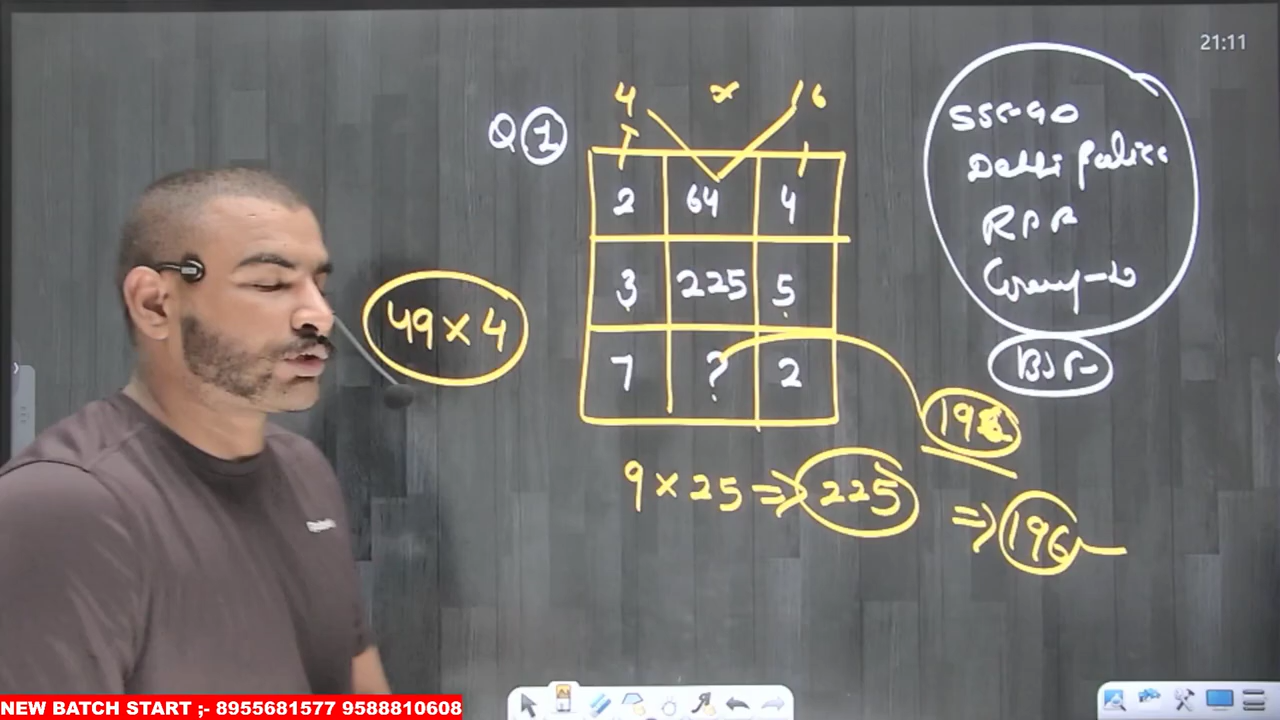 21:11
4 × 16
Q 1
2 64 4
3 225 5
7 ? 2
49 × 4
SSC-GD
Delhi Police
RPF
BSF
196
9 × 25 ⇒ 225 ⇒ 196
NEW BATCH START ;- 8955681577 9588810608